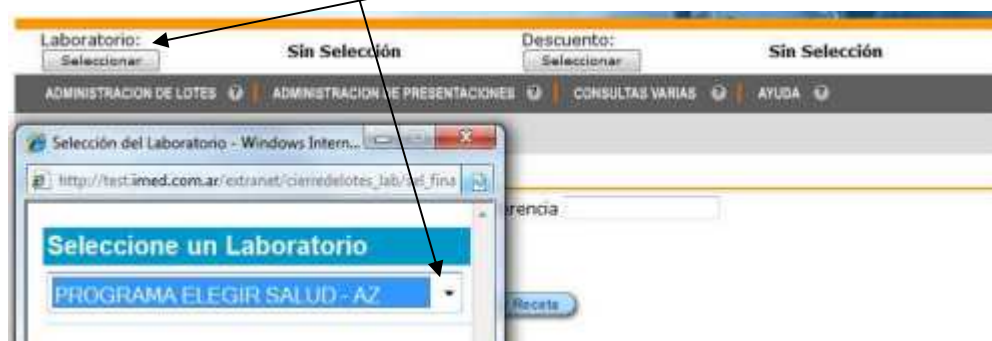 Laboratorio:
Seleccionar
Sin Selección
Descuento:
Seleccionar
Sin Selección
ADMINISTRACION DE LOTES
ADMINISTRACION DE PRESENTACIONES
CONSULTAS VARIAS
AYUDA
Selección del Laboratorio - Windows Intern...
http://test.imed.com.ar/extranet/cierredelotes_lab/sel_fina
erencia
Seleccione un Laboratorio
PROGRAMA ELEGIR SALUD - AZ
Receta